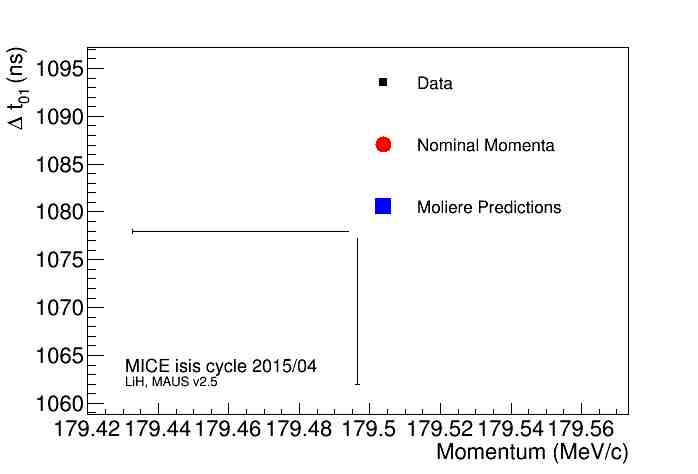 Δ t01 (ns)
1095
1090
1085
1080
1075
1070
1065
1060
Data
Nominal Momenta
Moliere Predictions
MICE isis cycle 2015/04
LiH, MAUS v2.5
179.42 179.44 179.46 179.48 179.5 179.52 179.54 179.56
Momentum (MeV/c)